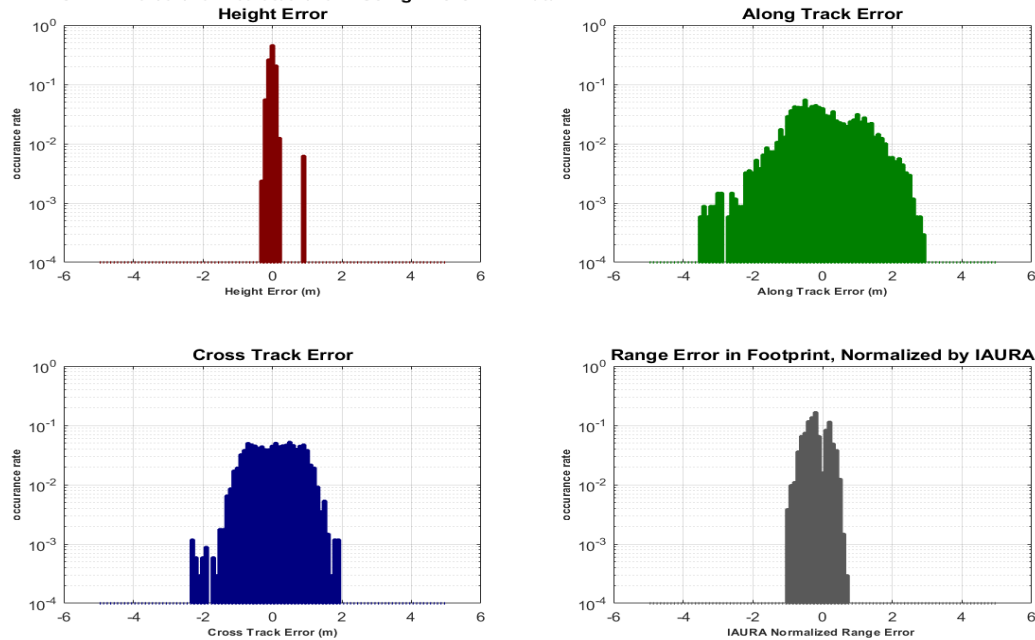 Height Error
10^0
10^-1
10^-2
10^-3
10^-4
occurance rate
-6 -4 -2 0 2 4 6
Height Error (m)
Along Track Error
10^0
10^-1
10^-2
10^-3
10^-4
occurance rate
-6 -4 -2 0 2 4 6
Along Track Error (m)
Cross Track Error
10^0
10^-1
10^-2
10^-3
10^-4
occurance rate
-6 -4 -2 0 2 4 6
Cross Track Error (m)
Range Error in Footprint, Normalized by IAURA
10^0
10^-1
10^-2
10^-3
10^-4
occurance rate
-6 -4 -2 0 2 4 6
IAURA Normalized Range Error